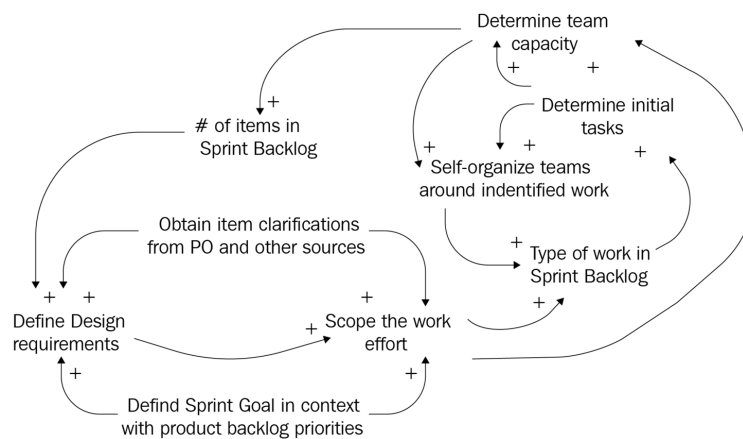 Determine team
capacity
+
+
+
Determine initial
tasks
# of items in
Sprint Backlog
+
+
+
Self-organize teams
around indentified work
Obtain item clarifications
from PO and other sources
+
Type of work in
Sprint Backlog
+
+
+
+
Define Design
requirements
+
Scope the work
effort
+
+
Defind Sprint Goal in context
with product backlog priorities